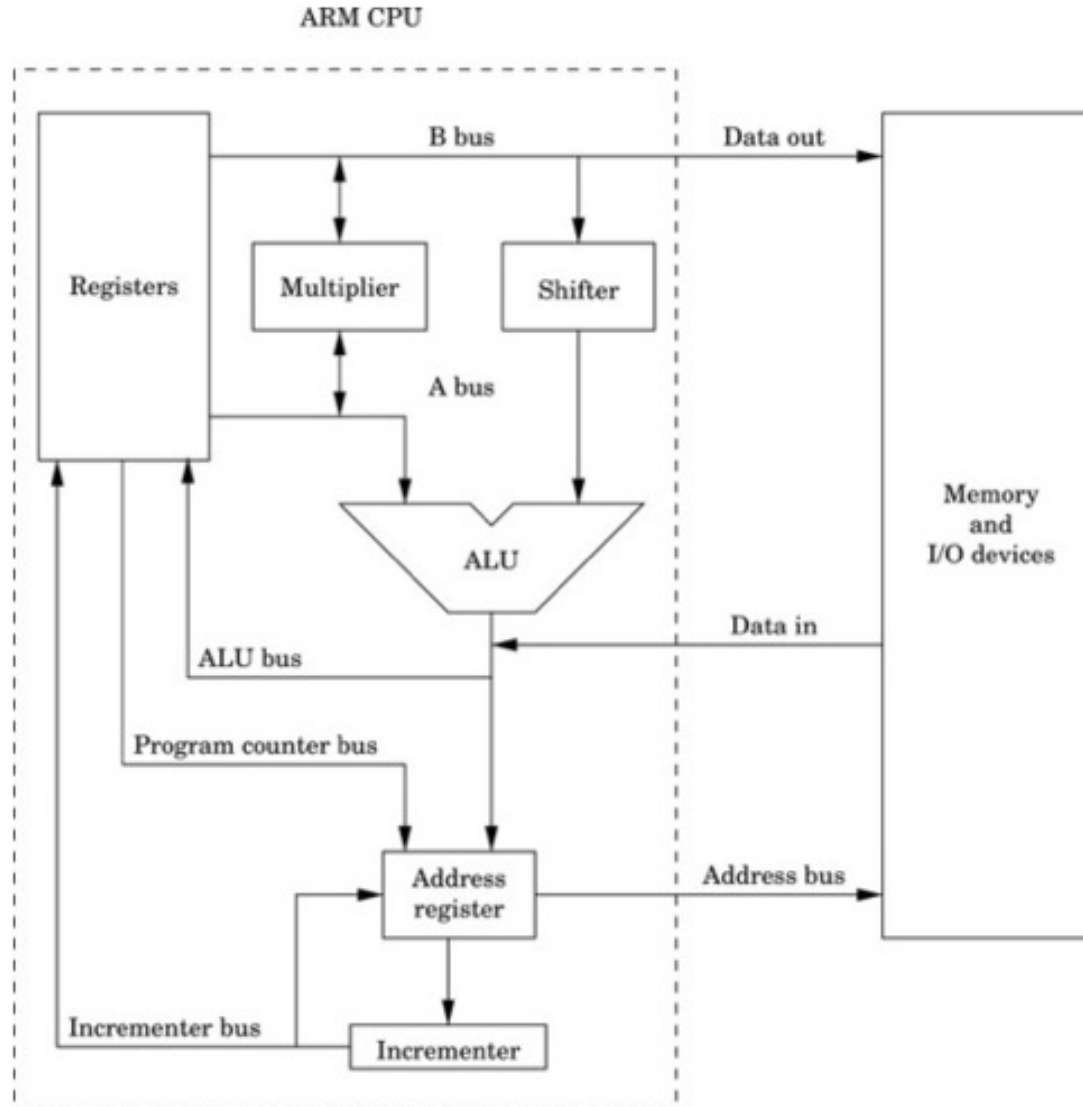 ARM CPU
B bus
Data out
Registers
Multiplier
Shifter
A bus
Memory
and
I/O devices
ALU
Data in
ALU bus
Program counter bus
Address
register
Address bus
Incrementer bus
Incrementer